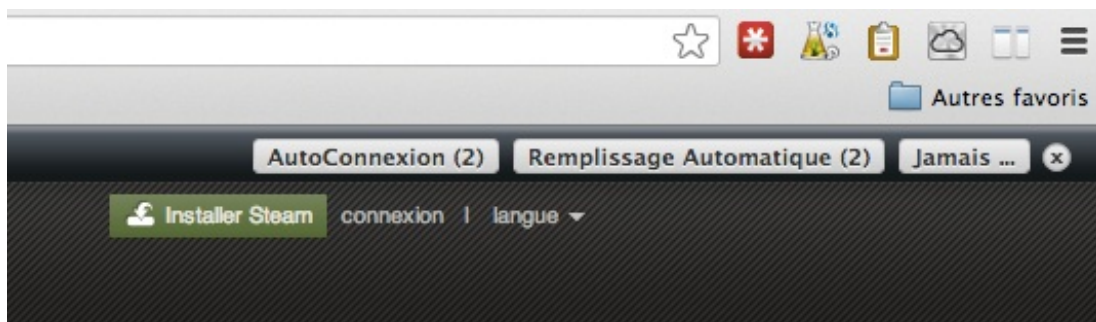 Autres favoris
AutoConnexion (2) Remplissage Automatique (2) Jamais ...
Installer Steam connexion | langue